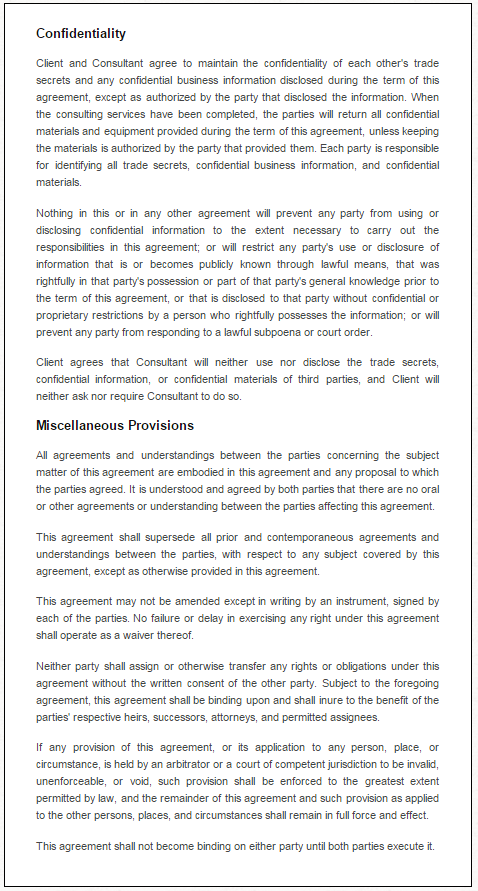 Confidentiality
Client and Consultant agree to maintain the confidentiality of each other's trade
secrets and any confidential business information disclosed during the term of this
agreement, except as authorized by the party that disclosed the information. When
the consulting services have been completed, the parties will return all confidential
materials and equipment provided during the term of this agreement, unless keeping
the materials is authorized by the party that provided them. Each party is responsible
for identifying all trade secrets, confidential business information, and confidential
materials.
Nothing in this or in any other agreement will prevent any party from using or
disclosing confidential information to the extent necessary to carry out the
responsibilities in this agreement; or will restrict any party's use or disclosure of
information that is or becomes publicly known through lawful means, that was
rightfully in that party's possession or part of that party's general knowledge prior to
the term of this agreement, or that is disclosed to that party without confidential or
proprietary restrictions by a person who rightfully possesses the information; or will
prevent any party from responding to a lawful subpoena or court order.
Client agrees that Consultant will neither use nor disclose the trade secrets,
confidential information, or confidential materials of third parties, and Client will
neither ask nor require Consultant to do so.
Miscellaneous Provisions
All agreements and understandings between the parties concerning the subject
matter of this agreement are embodied in this agreement and any proposal to which
the parties agreed. It is understood and agreed by both parties that there are no oral
or other agreements or understanding between the parties affecting this agreement.
This agreement shall supersede all prior and contemporaneous agreements and
understandings between the parties, with respect to any subject covered by this
agreement, except as otherwise provided in this agreement.
This agreement may not be amended except in writing by an instrument, signed by
each of the parties. No failure or delay in exercising any right under this agreement
shall operate as a waiver thereof.
Neither party shall assign or otherwise transfer any rights or obligations under this
agreement without the written consent of the other party. Subject to the foregoing
agreement, this agreement shall be binding upon and shall inure to the benefit of the
parties' respective heirs, successors, attorneys, and permitted assignees.
If any provision of this agreement, or its application to any person, place, or
circumstance, is held by an arbitrator or a court of competent jurisdiction to be invalid,
unenforceable, or void, such provision shall be enforced to the greatest extent
permitted by law, and the remainder of this agreement and such provision as applied
to the other persons, places, and circumstances shall remain in full force and effect.
This agreement shall not become binding on either party until both parties execute it.